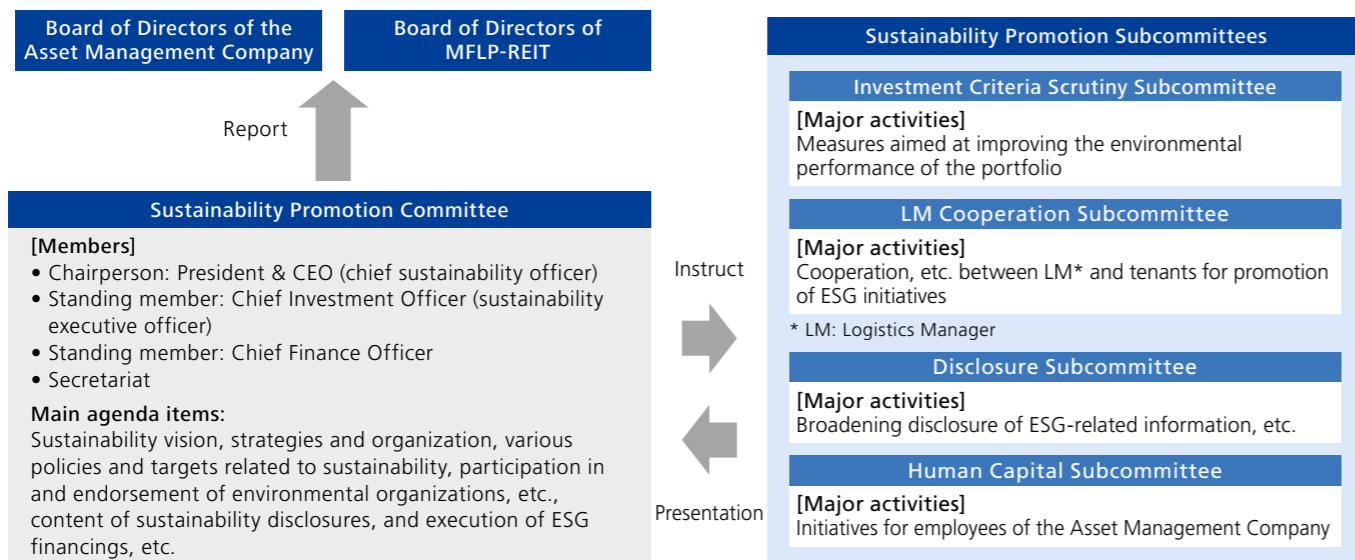 Board of Directors of the
Asset Management Company
Board of Directors of
MFLP-REIT
Report
Sustainability Promotion Committee
[Members]
• Chairperson: President & CEO (chief sustainability officer)
• Standing member: Chief Investment Officer (sustainability
executive officer)
• Standing member: Chief Finance Officer
• Secretariat
Main agenda items:
Sustainability vision, strategies and organization, various
policies and targets related to sustainability, participation in
and endorsement of environmental organizations, etc.,
content of sustainability disclosures, and execution of ESG
financings, etc.
Instruct
Presentation
Sustainability Promotion Subcommittees
Investment Criteria Scrutiny Subcommittee
[Major activities]
Measures aimed at improving the environmental
performance of the portfolio
LM Cooperation Subcommittee
[Major activities]
Cooperation, etc. between LM* and tenants for promotion
of ESG initiatives
* LM: Logistics Manager
Disclosure Subcommittee
[Major activities]
Broadening disclosure of ESG-related information, etc.
Human Capital Subcommittee
[Major activities]
Initiatives for employees of the Asset Management Company